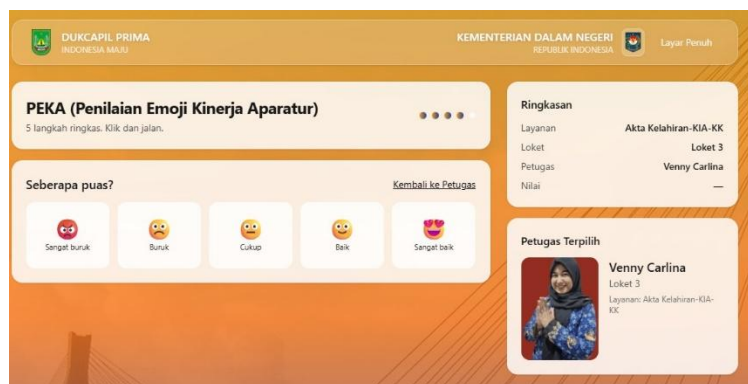 DUKCAPIL PRIMA
INDONESIA MAJU
KEMENTERIAN DALAM NEGERI
REPUBLIK INDONESIA
Layar Penuh
PEKA (Penilaian Emoji Kinerja Aparatur)
5 langkah ringkas. Klik dan jalan.
Seberapa puas?
Kembali ke Petugas
Sangat buruk
Buruk
Cukup
Baik
Sangat baik
Ringkasan
Layanan Akta Kelahiran-KIA-KK
Loket Loket 3
Petugas Venny Carlina
Nilai —
Petugas Terpilih
Venny Carlina
Loket 3
Layanan: Akta Kelahiran-KIA-
KK